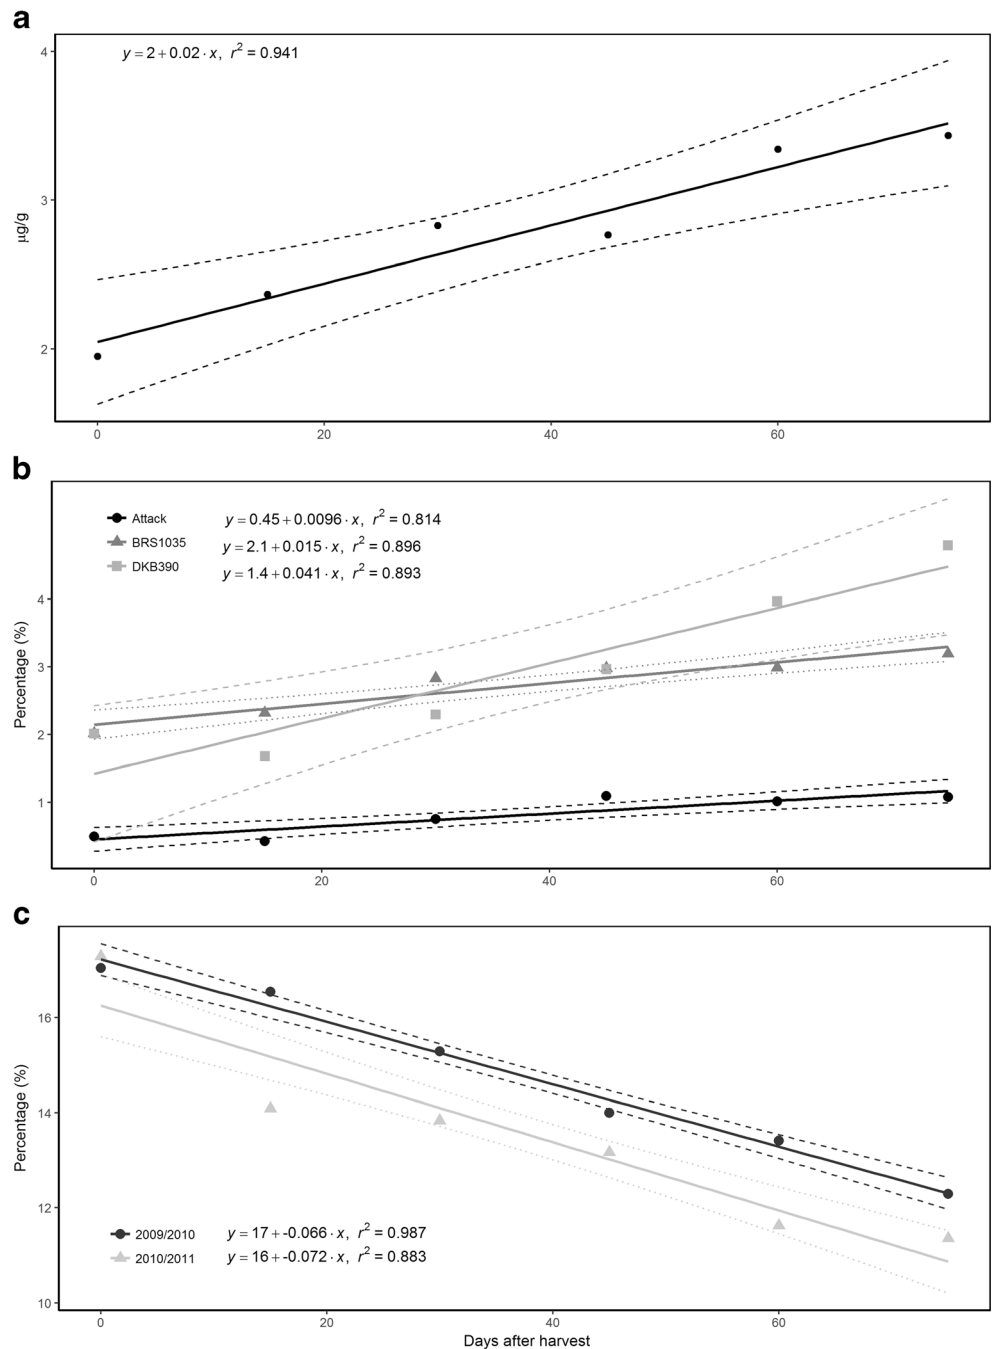 a
y = 2 + 0.02 · x, r² = 0.941
4
3
2
μg/g
0 20 40 60
b
Attack y = 0.45 + 0.0096 · x, r² = 0.814
BRS1035 y = 2.1 + 0.015 · x, r² = 0.896
DKB390 y = 1.4 + 0.041 · x, r² = 0.893
4
3
2
1
Percentage (%)
0 20 40 60
c
16
14
12
10
Percentage (%)
2009/2010 y = 17 + -0.066 · x, r² = 0.987
2010/2011 y = 16 + -0.072 · x, r² = 0.883
0 20 40 60
Days after harvest